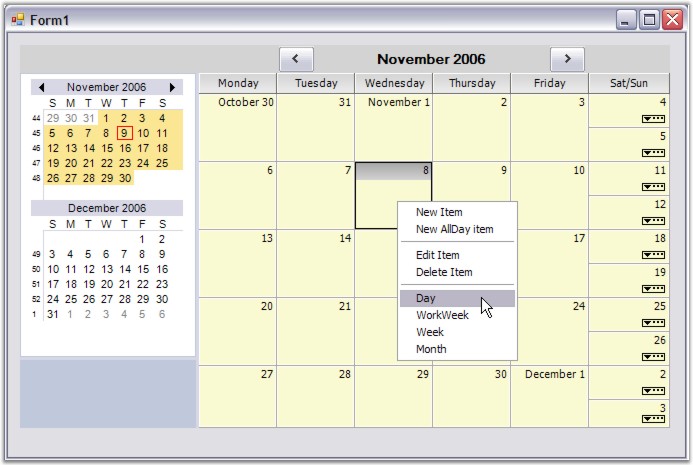 Form1
November 2006
November 2006
S M T W T F S
44 29 30 31 1 2 3 4
45 5 6 7 8 9 10 11
46 12 13 14 15 16 17 18
47 19 20 21 22 23 24 25
48 26 27 28 29 30
December 2006
S M T W T F S
1 2
49 3 4 5 6 7 8 9
50 10 11 12 13 14 15 16
51 17 18 19 20 21 22 23
52 24 25 26 27 28 29 30
1 31 1 2 3 4 5 6
Monday Tuesday Wednesday Thursday Friday Sat/Sun
October 30 31 November 1 2 3 4
5
6 7 8 9 10 11
12
13 14 17 18
19
20 21 24 25
26
27 28 29 30 December 1 2
3
New Item
New AllDay item
Edit Item
Delete Item
Day
WorkWeek
Week
Month